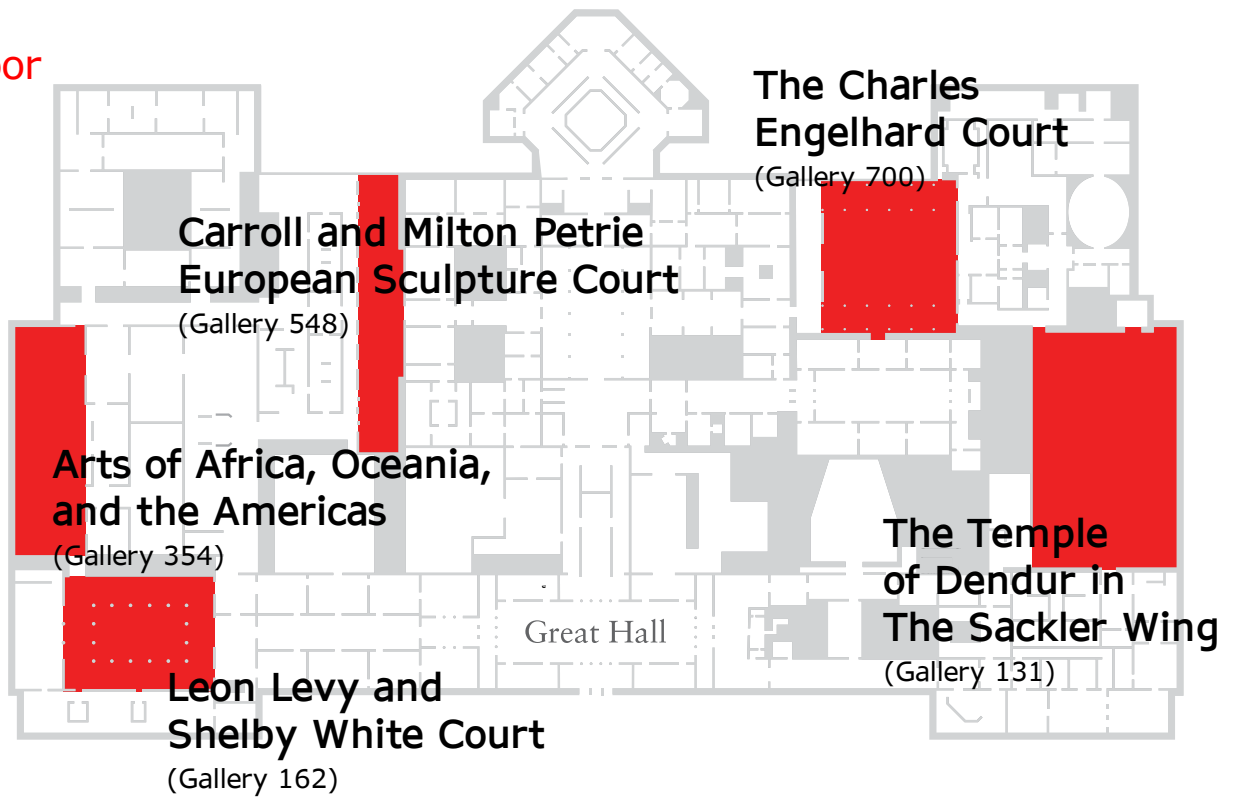 The Charles
Engelhard Court
(Gallery 700)
Carroll and Milton Petrie
European Sculpture Court
(Gallery 548)
Arts of Africa, Oceania,
and the Americas
(Gallery 354)
The Temple
of Dendur in
The Sackler Wing
(Gallery 131)
Great Hall
Leon Levy and
Shelby White Court
(Gallery 162)